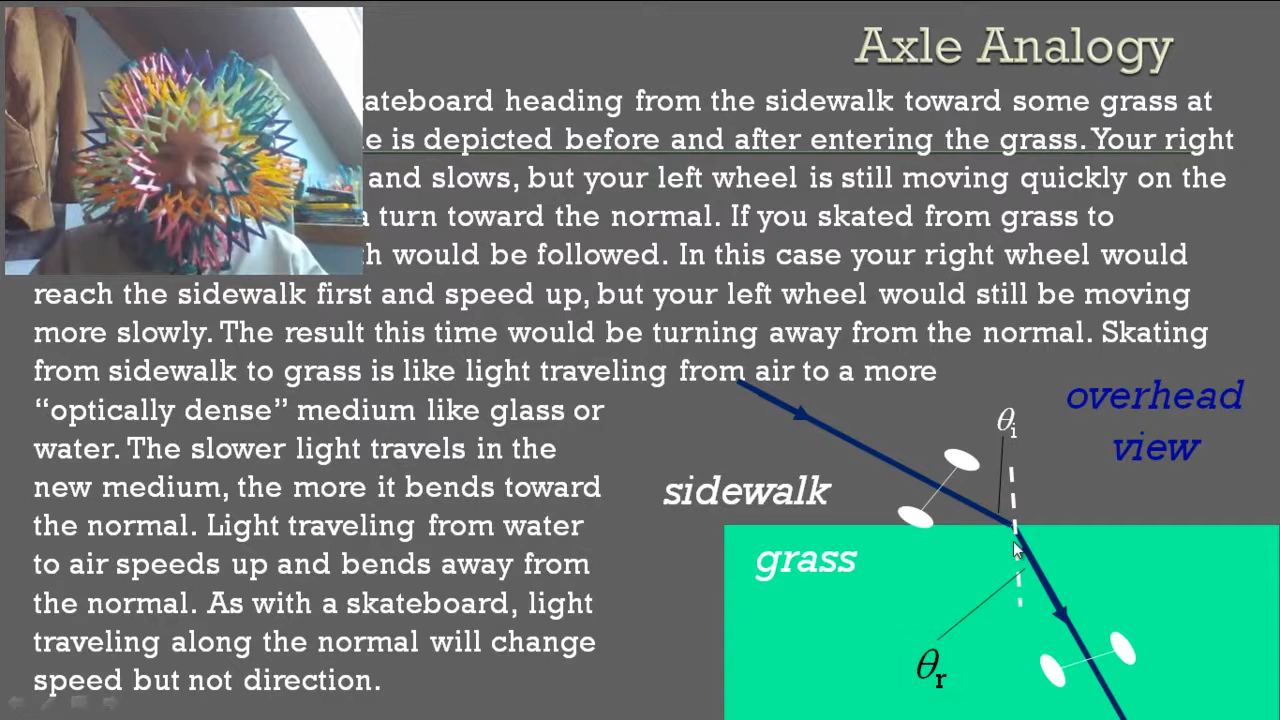 Axle Analogy
kateboard heading from the sidewalk toward some grass at
e is depicted before and after entering the grass. Your right
and slows, but your left wheel is still moving quickly on the
a turn toward the normal. If you skated from grass to
h would be followed. In this case your right wheel would
reach the sidewalk first and speed up, but your left wheel would still be moving
more slowly. The result this time would be turning away from the normal. Skating
from sidewalk to grass is like light traveling from air to a more
“optically dense” medium like glass or
water. The slower light travels in the
new medium, the more it bends toward
the normal. Light traveling from water
to air speeds up and bends away from
the normal. As with a skateboard, light
traveling along the normal will change
speed but not direction.
overhead
view
θi
sidewalk
grass
θr